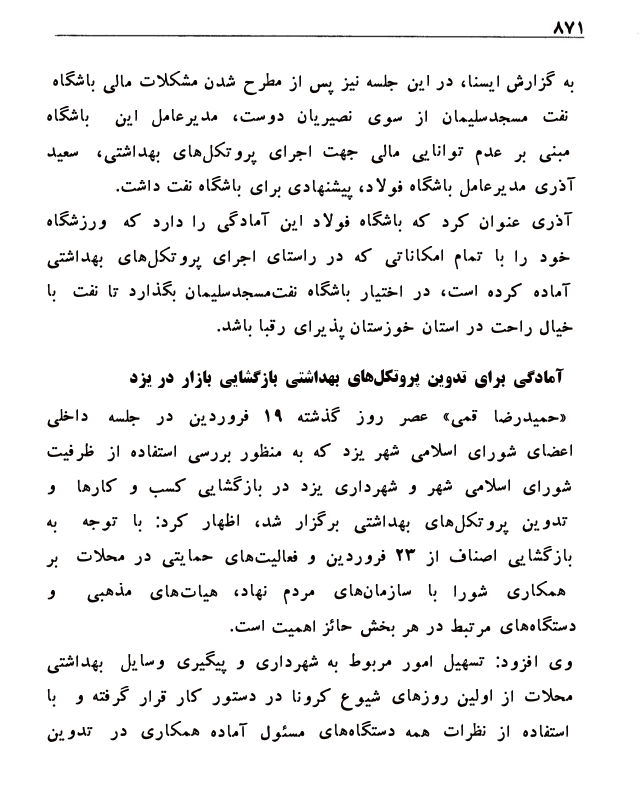 ۸۷۱
به گزارش ایسنا، در این جلسه نیز پس از مطرح شدن مشکلات مالی باشگاه
نفت مسجدسلیمان از سوی نصیریان دوست، مدیرعامل این باشگاه
مبنی بر عدم توانایی مالی جهت اجرای پروتکل‌های بهداشتی، سعید
آذری مدیرعامل باشگاه فولاد، پیشنهادی برای باشگاه نفت داشت.
آذری عنوان کرد که باشگاه فولاد این آمادگی را دارد که ورزشگاه
خود را با تمام امکاناتی که در راستای اجرای پروتکل‌های بهداشتی
آماده کرده است، در اختیار باشگاه نفت‌مسجدسلیمان بگذارد تا نفت با
خیال راحت در استان خوزستان پذیرای رقبا باشد.
آمادگی برای تدوین پروتکل‌های بهداشتی بازگشایی بازار در یزد
«حمیدرضا قمی» عصر روز گذشته ۱۹ فروردین در جلسه داخلی
اعضای شورای اسلامی شهر یزد که به منظور بررسی استفاده از ظرفیت
شورای اسلامی شهر و شهرداری یزد در بازگشایی کسب و کارها و
تدوین پروتکل‌های بهداشتی برگزار شد، اظهار کرد: با توجه به
بازگشایی اصناف از ۲۳ فروردین و فعالیت‌های حمایتی در محلات بر
همکاری شورا با سازمان‌های مردم نهاد، هیات‌های مذهبی و
دستگاه‌های مرتبط در هر بخش حائز اهمیت است.
وی افزود: تسهیل امور مربوط به شهرداری و پیگیری وسایل بهداشتی
محلات از اولین روزهای شیوع کرونا در دستور کار قرار گرفته و با
استفاده از نظرات همه دستگاه‌های مسئول آماده همکاری در تدوین